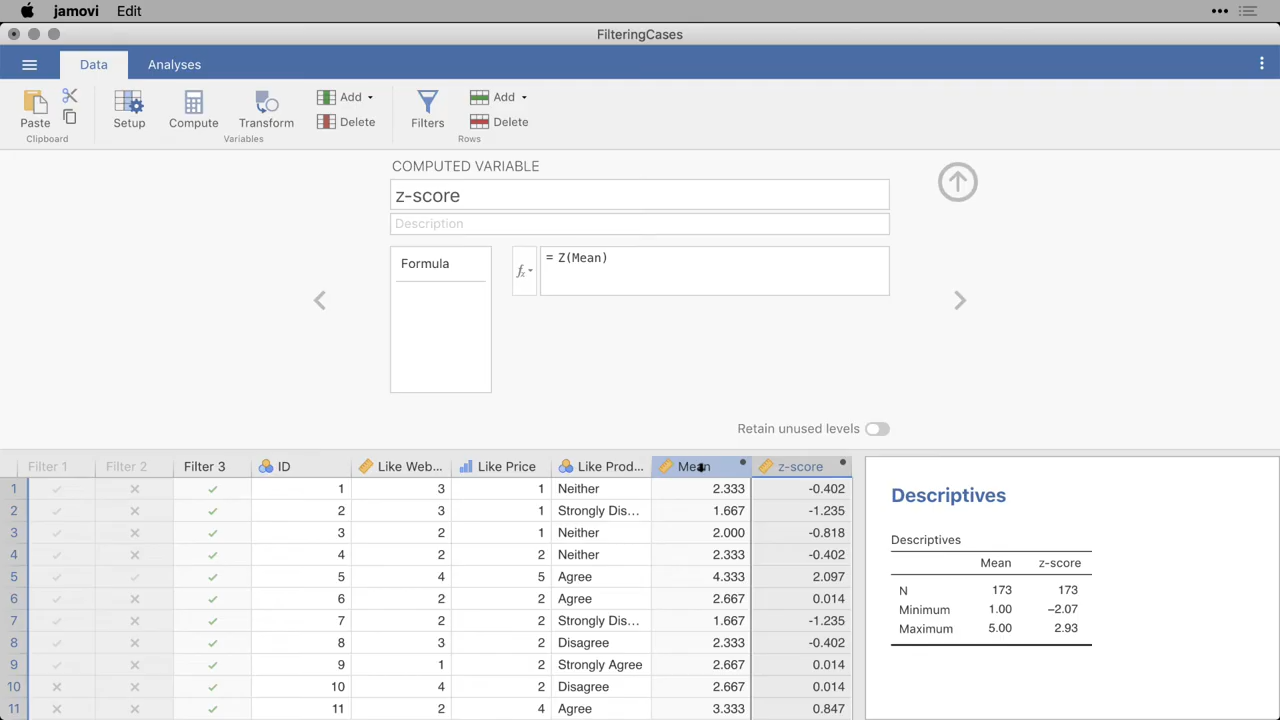 jamovi Edit
FilteringCases
Data Analyses
Paste Setup Compute Transform Add Delete Filters Add Delete
Clipboard Variables Rows
COMPUTED VARIABLE
z-score
Description
Formula
fx = Z(Mean)
Retain unused levels
Filter 1 Filter 2 Filter 3 ID Like Web... Like Price Like Prod... Mean z-score
1 1 3 1 Neither 2.333 -0.402
2 2 3 1 Strongly Dis... 1.667 -1.235
3 3 2 1 Neither 2.000 -0.818
4 4 2 2 Neither 2.333 -0.402
5 5 4 5 Agree 4.333 2.097
6 6 2 2 Agree 2.667 0.014
7 7 2 2 Strongly Dis... 1.667 -1.235
8 8 3 2 Disagree 2.333 -0.402
9 9 1 2 Strongly Agree 2.667 0.014
10 10 4 2 Disagree 2.667 0.014
11 11 2 4 Agree 3.333 0.847
Descriptives
Descriptives
Mean z-score
N 173 173
Minimum 1.00 −2.07
Maximum 5.00 2.93